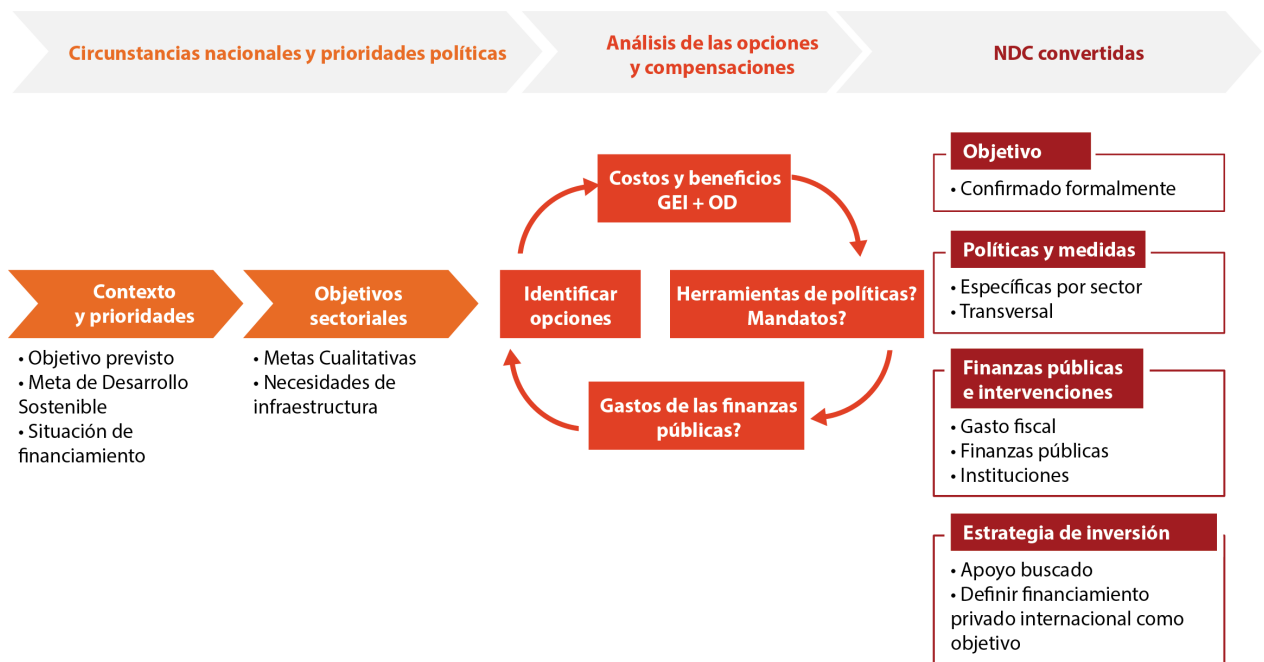 Circunstancias nacionales y prioridades políticas
Análisis de las opciones
y compensaciones
NDC convertidas
Contexto
y prioridades
• Objetivo previsto
• Meta de Desarrollo
Sostenible
• Situación de
financiamiento
Objetivos
sectoriales
• Metas Cualitativas
• Necesidades de
infraestructura
Identificar
opciones
Costos y beneficios
GEI + OD
Herramientas de políticas?
Mandatos?
Gastos de las finanzas
públicas?
Objetivo
• Confirmado formalmente
Políticas y medidas
• Específicas por sector
• Transversal
Finanzas públicas
e intervenciones
• Gasto fiscal
• Finanzas públicas
• Instituciones
Estrategia de inversión
• Apoyo buscado
• Definir financiamiento
privado internacional como
objetivo